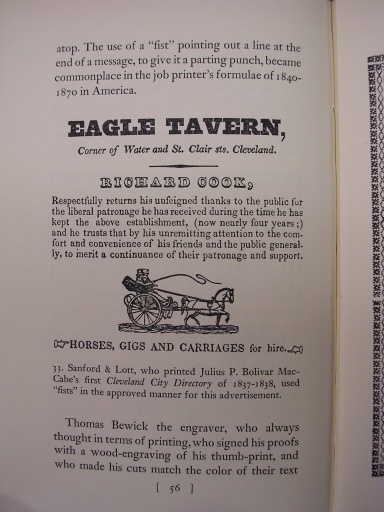 atop. The use of a “fist” pointing out a line at the
end of a message, to give it a parting punch, became
commonplace in the job printer’s formulae of 1840-
1870 in America.
EAGLE TAVERN,
Corner of Water and St. Clair sts. Cleveland.
RICHARD COOK,
Respectfully returns his unfeigned thanks to the public for
the liberal patronage he has received during the time he has
kept the above establishment, (now nearly four years;)
and he trusts that by his unremitting attention to the com-
fort and convenience of his friends and the public general-
ly, to merit a continuance of their patronage and support.
HORSES, GIGS AND CARRIAGES for hire.
33. Sanford & Lott, who printed Julius P. Bolivar Mac-
Cabe’s first Cleveland City Directory of 1837-1838, used
“fists” in the approved manner for this advertisement.
Thomas Bewick the engraver, who always
thought in terms of printing, who signed his proofs
with a wood-engraving of his thumb-print, and
who made his cuts match the color of their text
[ 56 ]